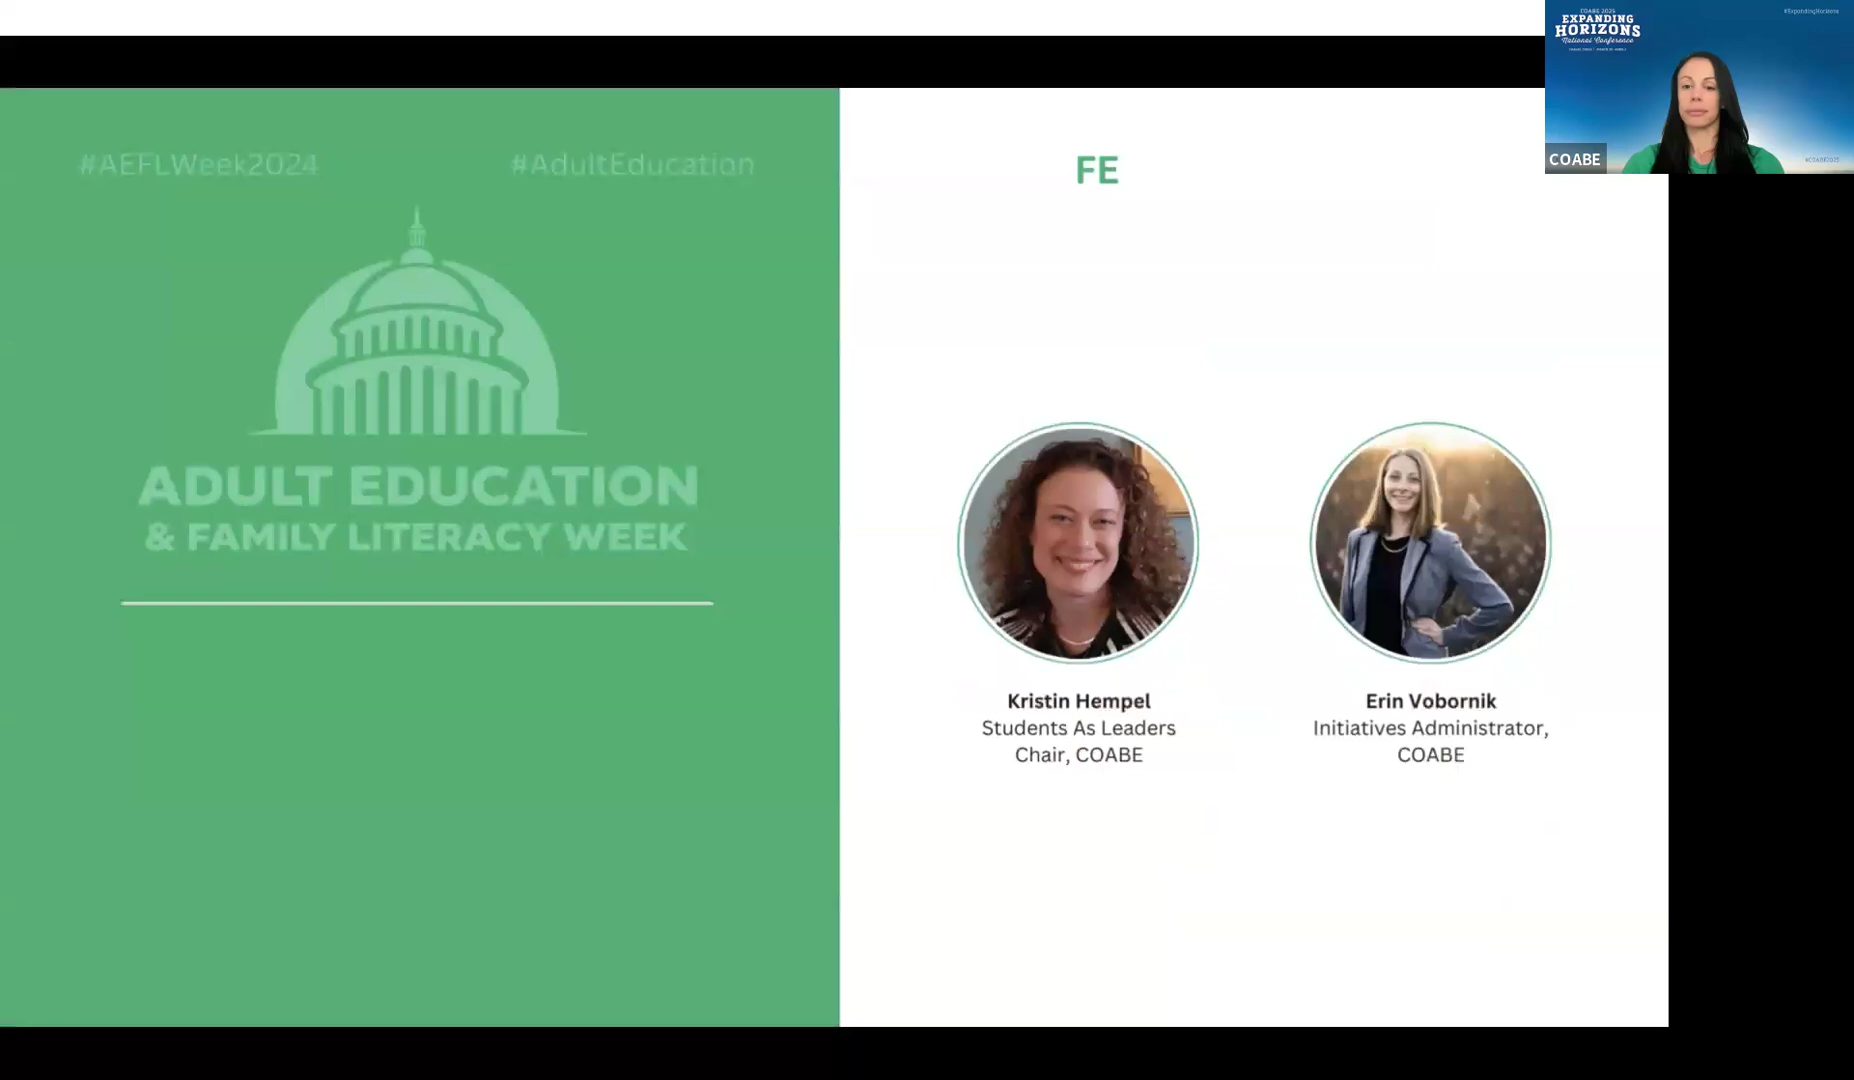 #AEFLWeek2024
#AdultEducation
ADULT EDUCATION
& FAMILY LITERACY WEEK
FE
Kristin Hempel
Students As Leaders
Chair, COABE
Erin Vobornik
Initiatives Administrator,
COABE
COABE 2025
EXPANDING
HORIZONS
National Conference
#ExpandingHorizons
COABE
#COABE2025